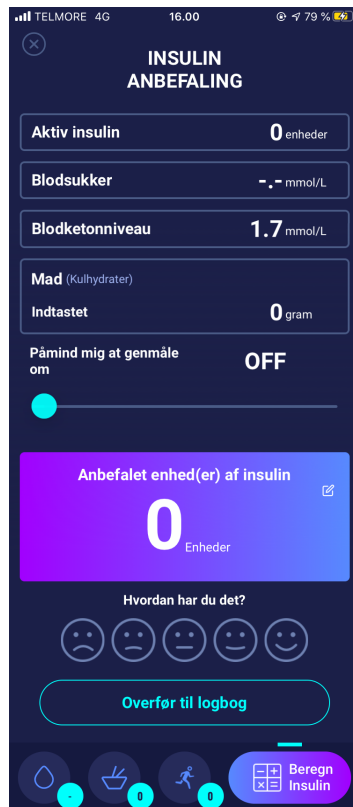 TELMORE 4G 16.00 79 %
INSULIN
ANBEFALING
Aktiv insulin 0 enheder
Blodsukker -.- mmol/L
Blodketonniveau 1.7 mmol/L
Mad (Kulhydrater)
Indtastet 0 gram
Påmind mig at genmåle
om
OFF
Anbefalet enhed(er) af insulin
0 Enheder
Hvordan har du det?
Overfør til logbog
- 0 0
Beregn
Insulin